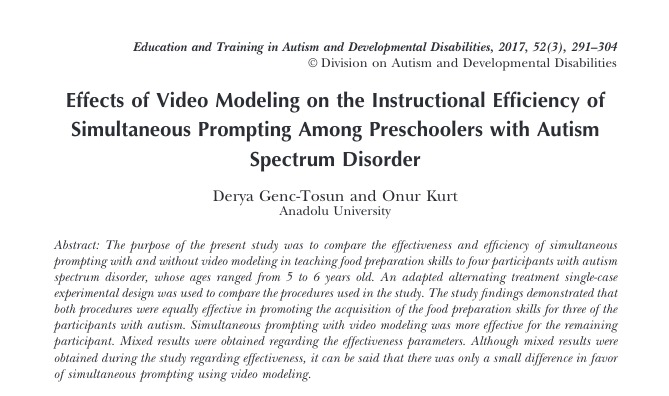 Education and Training in Autism and Developmental Disabilities, 2017, 52(3), 291–304
© Division on Autism and Developmental Disabilities
Effects of Video Modeling on the Instructional Efficiency of
Simultaneous Prompting Among Preschoolers with Autism
Spectrum Disorder
Derya Genc-Tosun and Onur Kurt
Anadolu University
Abstract: The purpose of the present study was to compare the effectiveness and efficiency of simultaneous
prompting with and without video modeling in teaching food preparation skills to four participants with autism
spectrum disorder, whose ages ranged from 5 to 6 years old. An adapted alternating treatment single-case
experimental design was used to compare the procedures used in the study. The study findings demonstrated that
both procedures were equally effective in promoting the acquisition of the food preparation skills for three of the
participants with autism. Simultaneous prompting with video modeling was more effective for the remaining
participant. Mixed results were obtained regarding the effectiveness parameters. Although mixed results were
obtained during the study regarding effectiveness, it can be said that there was only a small difference in favor
of simultaneous prompting using video modeling.